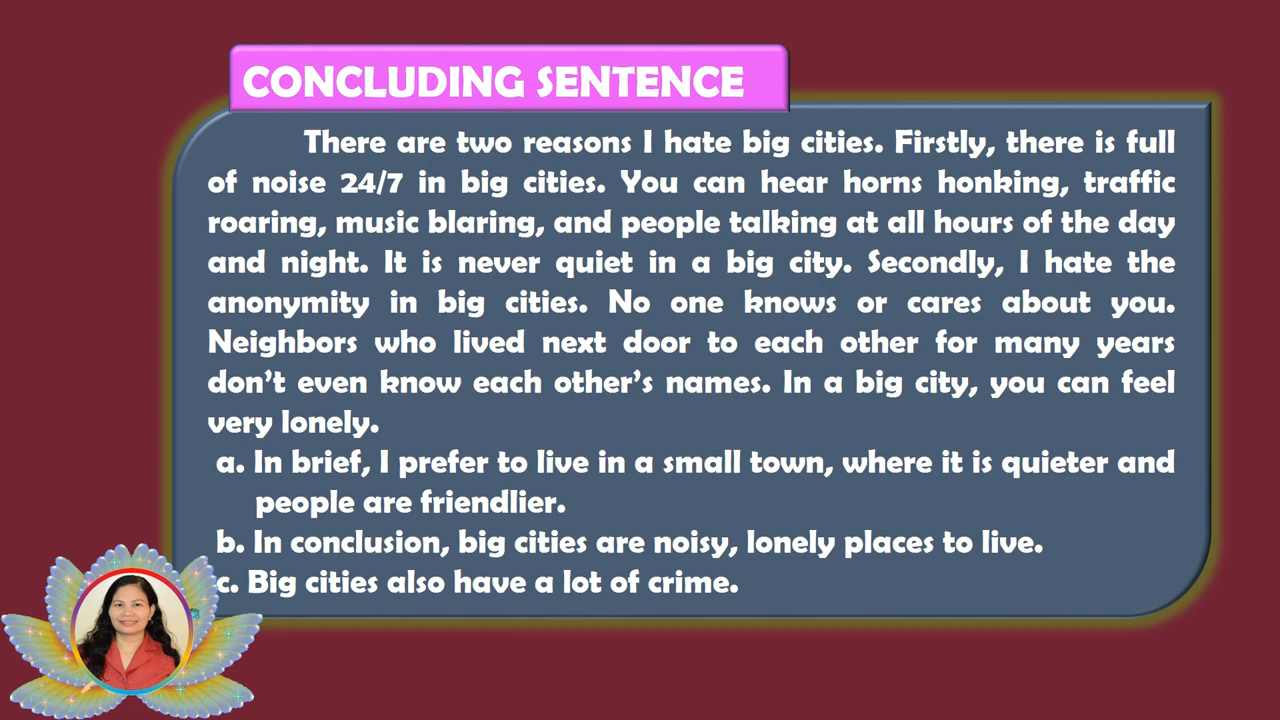 CONCLUDING SENTENCE
There are two reasons I hate big cities. Firstly, there is full
of noise 24/7 in big cities. You can hear horns honking, traffic
roaring, music blaring, and people talking at all hours of the day
and night. It is never quiet in a big city. Secondly, I hate the
anonymity in big cities. No one knows or cares about you.
Neighbors who lived next door to each other for many years
don't even know each other's names. In a big city, you can feel
very lonely.
a. In brief, I prefer to live in a small town, where it is quieter and
people are friendlier.
b. In conclusion, big cities are noisy, lonely places to live.
c. Big cities also have a lot of crime.